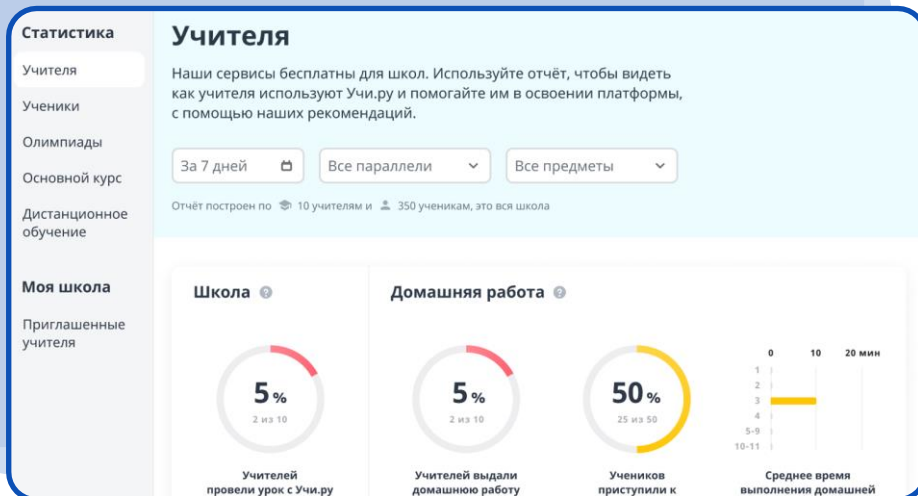 Статистика
Учителя
Ученики
Олимпиады
Основной курс
Дистанционное
обучение
Моя школа
Приглашенные
учителя
Учителя
Наши сервисы бесплатны для школ. Используйте отчёт, чтобы видеть
как учителя используют Учи.ру и помогайте им в освоении платформы,
с помощью наших рекомендаций.
За 7 дней
Все параллели
Все предметы
Отчёт построен по 10 учителям и 350 ученикам, это вся школа
Школа ?
5 %
2 из 10
Учителей
провели урок с Учи.ру
Домашняя работа ?
5 %
2 из 10
Учителей выдали
домашнюю работу
50 %
25 из 50
Учеников
приступили к
0 10 20 мин
1
2
3
4
5-9
10-11
Среднее время
выполнения домашней